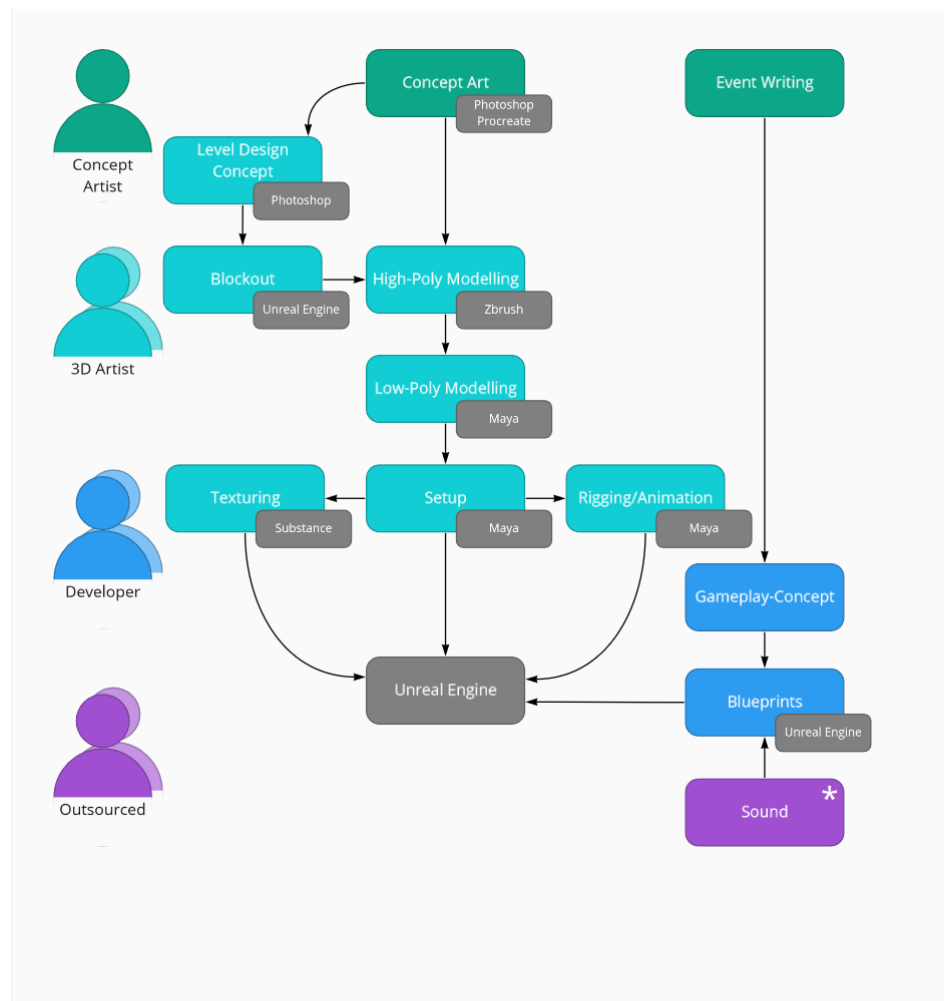 Concept Art
Photoshop
Procreate
Event Writing
Concept
Artist
Level Design
Concept
Photoshop
Blockout
Unreal Engine
High-Poly Modelling
Zbrush
3D Artist
Low-Poly Modelling
Maya
Texturing
Substance
Setup
Maya
Rigging/Animation
Maya
Developer
Gameplay-Concept
Unreal Engine
Blueprints
Unreal Engine
Outsourced
Sound
*